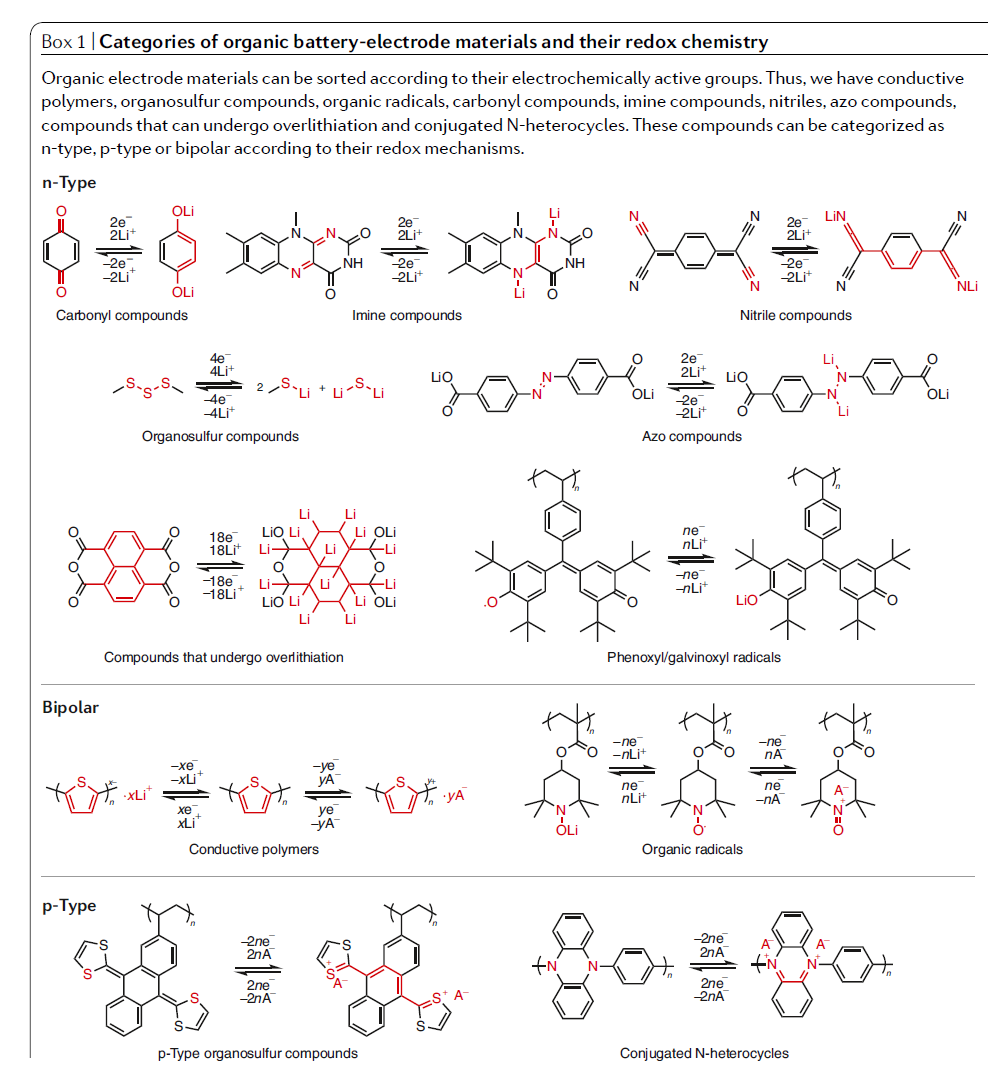 Box 1 | Categories of organic battery-electrode materials and their redox chemistry
Organic electrode materials can be sorted according to their electrochemically active groups. Thus, we have conductive
polymers, organosulfur compounds, organic radicals, carbonyl compounds, imine compounds, nitriles, azo compounds,
compounds that can undergo overlithiation and conjugated N-heterocycles. These compounds can be categorized as
n-type, p-type or bipolar according to their redox mechanisms.
n-Type
O
O
2e⁻
2Li⁺
–2e⁻
–2Li⁺
OLi
OLi
Carbonyl compounds
N
N
O
NH
N
O
2e⁻
2Li⁺
–2e⁻
–2Li⁺
Li
N
N
O
NH
N
Li
O
Imine compounds
N
N
N
N
2e⁻
2Li⁺
–2e⁻
–2Li⁺
LiN
N
N
NLi
Nitrile compounds
S
S
S
4e⁻
4Li⁺
–4e⁻
–4Li⁺
2
S
Li
+
Li
S
Li
Organosulfur compounds
LiO
O
N
N
O
OLi
2e⁻
2Li⁺
–2e⁻
–2Li⁺
LiO
O
Li
N
N
Li
O
OLi
Azo compounds
O
O
O
O
O
O
18e⁻
18Li⁺
–18e⁻
–18Li⁺
Li
Li
LiO
Li
Li
OLi
Li
Li
Li
O
O
Li
Li
Li
LiO
Li
Li
OLi
Li
Li
Compounds that undergo overlithiation
n
.O
O
ne⁻
nLi⁺
–ne⁻
–nLi⁺
n
LiO
O
Phenoxyl/galvinoxyl radicals
Bipolar
S
x–
n
·xLi⁺
–xe⁻
–xLi⁺
xe⁻
xLi⁺
S
n
–ye⁻
yA⁻
ye⁻
–yA⁻
S
y+
n
·yA⁻
Conductive polymers
n
O
O
N
OLi
–ne⁻
–nLi⁺
ne⁻
nLi⁺
n
O
O
N
O·
–ne⁻
nA⁻
ne⁻
–nA⁻
n
O
O
A⁻
N⁺
O
Organic radicals
p-Type
n
S
S
S
S
–2ne⁻
2nA⁻
2ne⁻
–2nA⁻
n
S
S⁺
A⁻
S⁺ A⁻
S
p-Type organosulfur compounds
N
N
n
–2ne⁻
2nA⁻
2ne⁻
–2nA⁻
A⁻
A⁻
N⁺
N⁺
n
Conjugated N-heterocycles